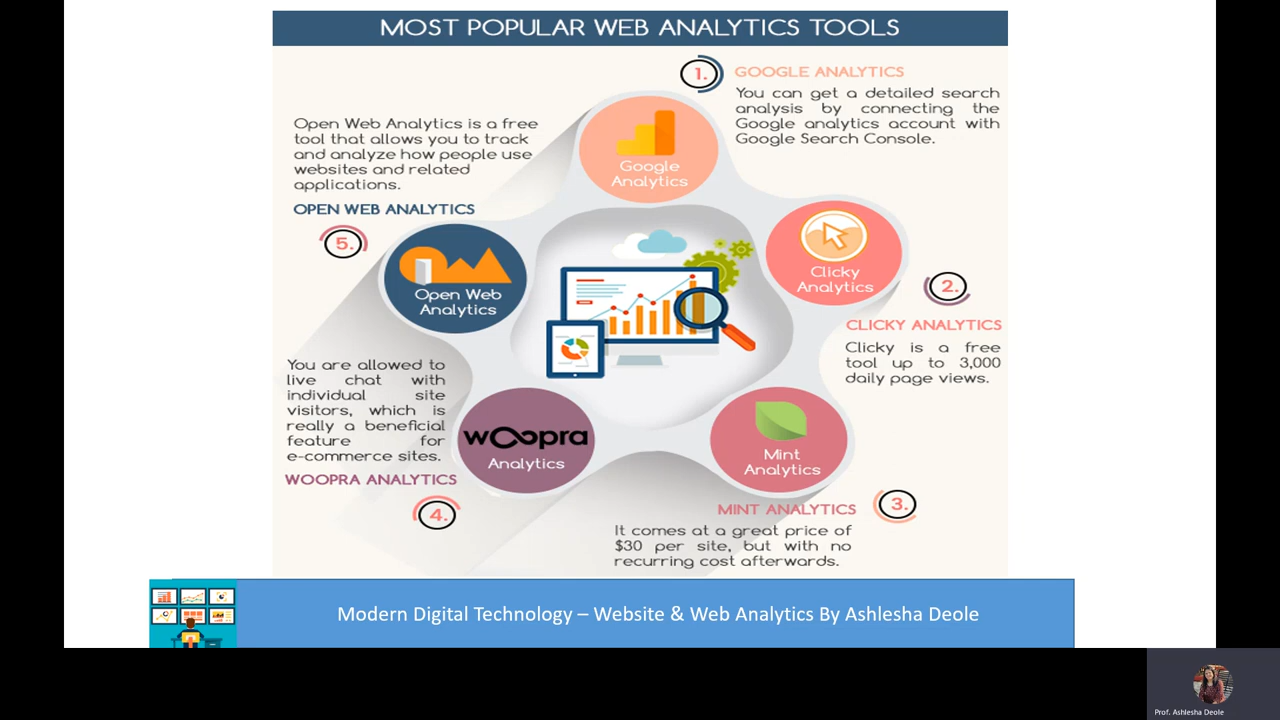 MOST POPULAR WEB ANALYTICS TOOLS
1.
GOOGLE ANALYTICS
You can get a detailed search
analysis by connecting the
Google analytics account with
Google Search Console.
Google
Analytics
Clicky
Analytics
2.
CLICKY ANALYTICS
Clicky is a free
tool up to 3,000
daily page views.
Mint
Analytics
3.
MINT ANALYTICS
It comes at a great price of
$30 per site, but with no
recurring cost afterwards.
woopra
Analytics
You are allowed to
live chat with
individual site
visitors, which is
really a beneficial
feature for
e-commerce sites.
WOOPRA ANALYTICS
4.
Open Web Analytics is a free
tool that allows you to track
and analyze how people use
websites and related
applications.
OPEN WEB ANALYTICS
5.
Open Web
Analytics
Modern Digital Technology – Website & Web Analytics By Ashlesha Deole
Prof. Ashlesha Deole